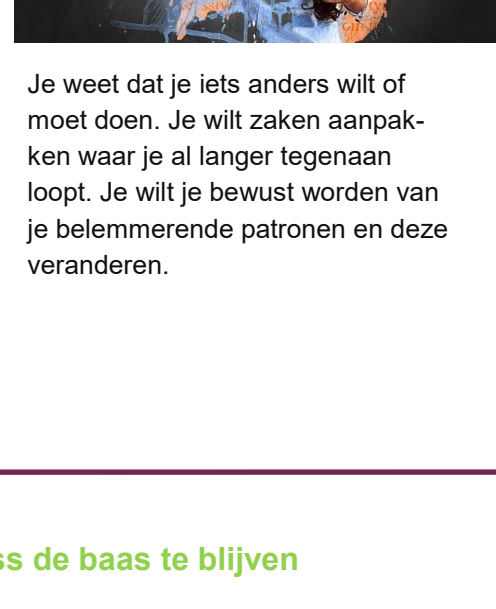 Je weet dat je iets anders wilt of
moet doen. Je wilt zaken aanpak-
ken waar je al langer tegenaan
loopt. Je wilt je bewust worden van
je belemmerende patronen en deze
veranderen.
de baas te blijven